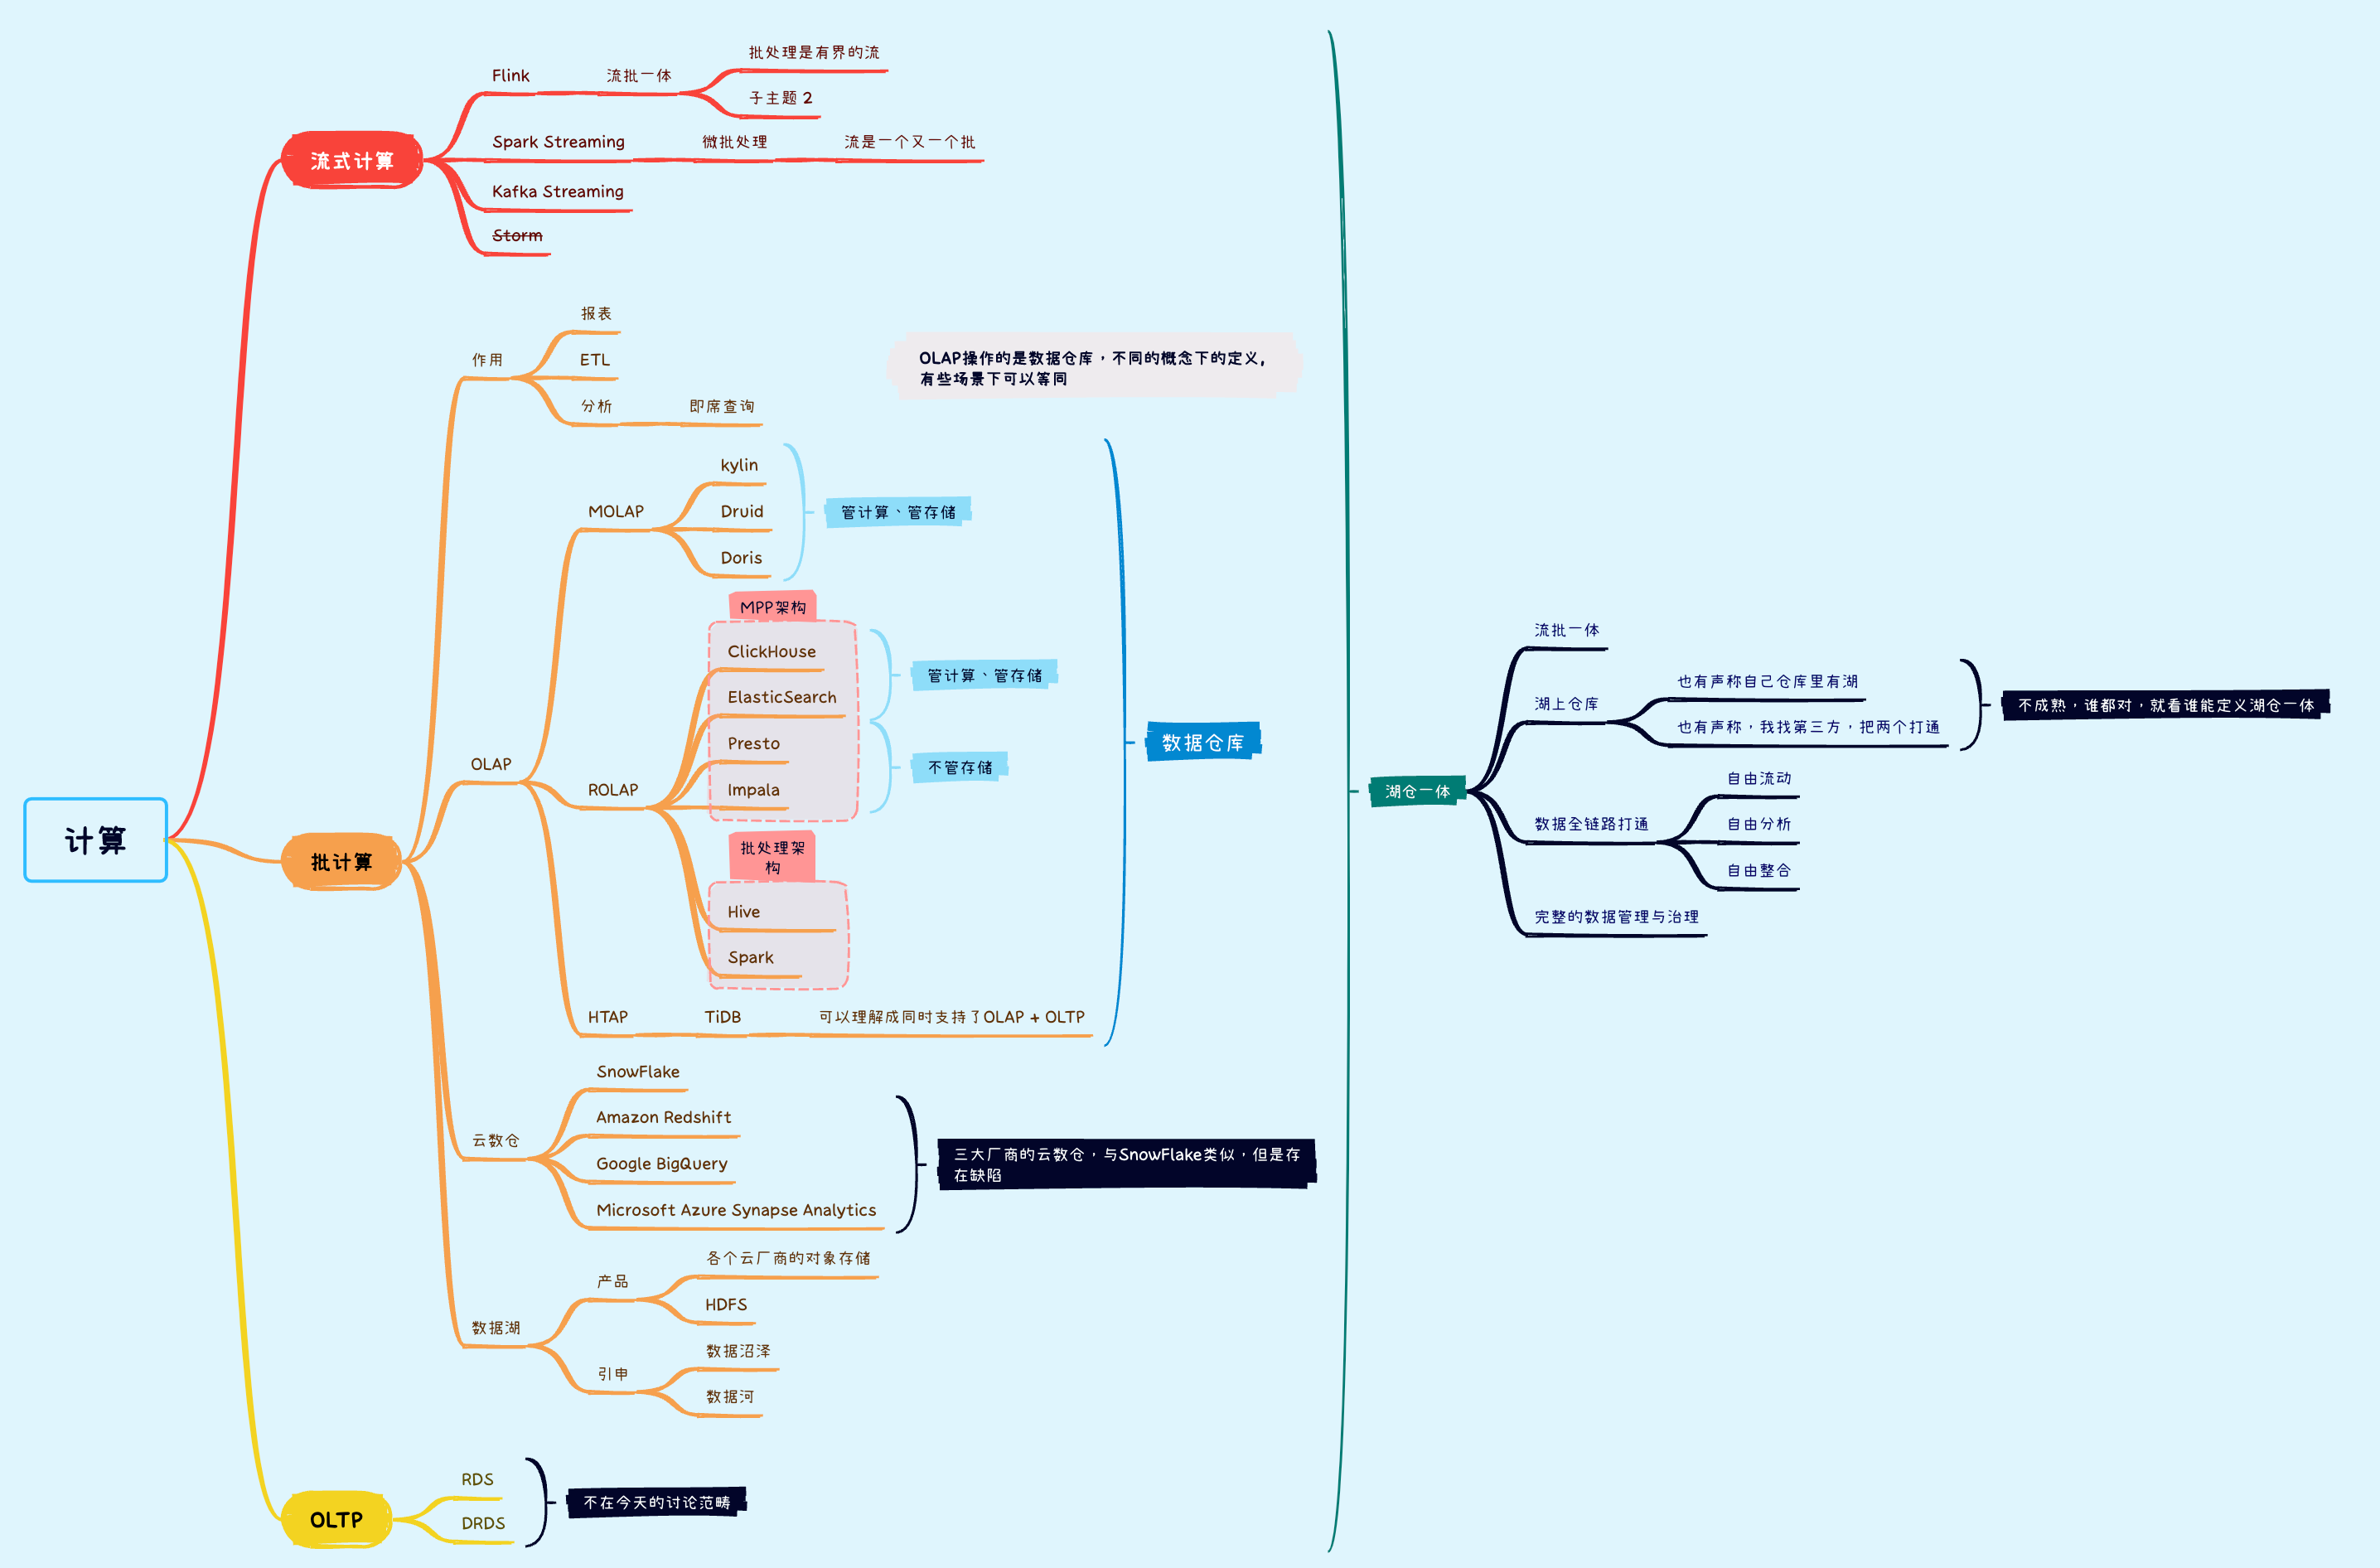 计算
流式计算
Flink
流批一体
批处理是有界的流
子主题 2
Spark Streaming
微批处理
流是一个又一个批
Kafka Streaming
Storm
批计算
作用
报表
ETL
分析
即席查询
OLAP操作的是数据仓库，不同的概念下的定义，
有些场景下可以等同
OLAP
MOLAP
kylin
Druid
Doris
管计算、管存储
ROLAP
MPP架构
ClickHouse
ElasticSearch
管计算、管存储
Presto
Impala
不管存储
批处理架
构
Hive
Spark
HTAP
TiDB
可以理解成同时支持了OLAP + OLTP
数据仓库
云数仓
SnowFlake
Amazon Redshift
Google BigQuery
Microsoft Azure Synapse Analytics
三大厂商的云数仓，与SnowFlake类似，但是存
在缺陷
数据湖
产品
各个云厂商的对象存储
HDFS
引申
数据沼泽
数据河
OLTP
RDS
DRDS
不在今天的讨论范畴
湖仓一体
流批一体
湖上仓库
也有声称自己仓库里有湖
也有声称，我找第三方，把两个打通
不成熟，谁都对，就看谁能定义湖仓一体
数据全链路打通
自由流动
自由分析
自由整合
完整的数据管理与治理